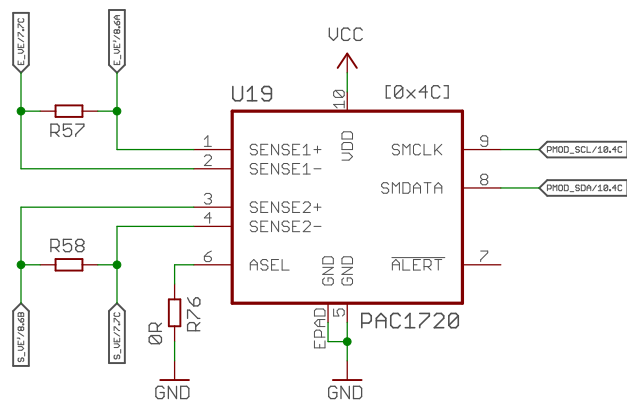 E_VE/7.7C
E_VE'/8.6A
VCC
U19
[0x4C]
R57
10
VDD
1
SENSE1+
SMCLK
9
PMOD_SCL/10.4C
2
SENSE1-
3
SENSE2+
SMDATA
8
PMOD_SDA/10.4C
4
SENSE2-
R58
6
ASEL
GND
GND
ALERT
7
S_VE'/8.6B
S_VE/7.7C
0R
R76
EPAD
5
PAC1720
GND
GND